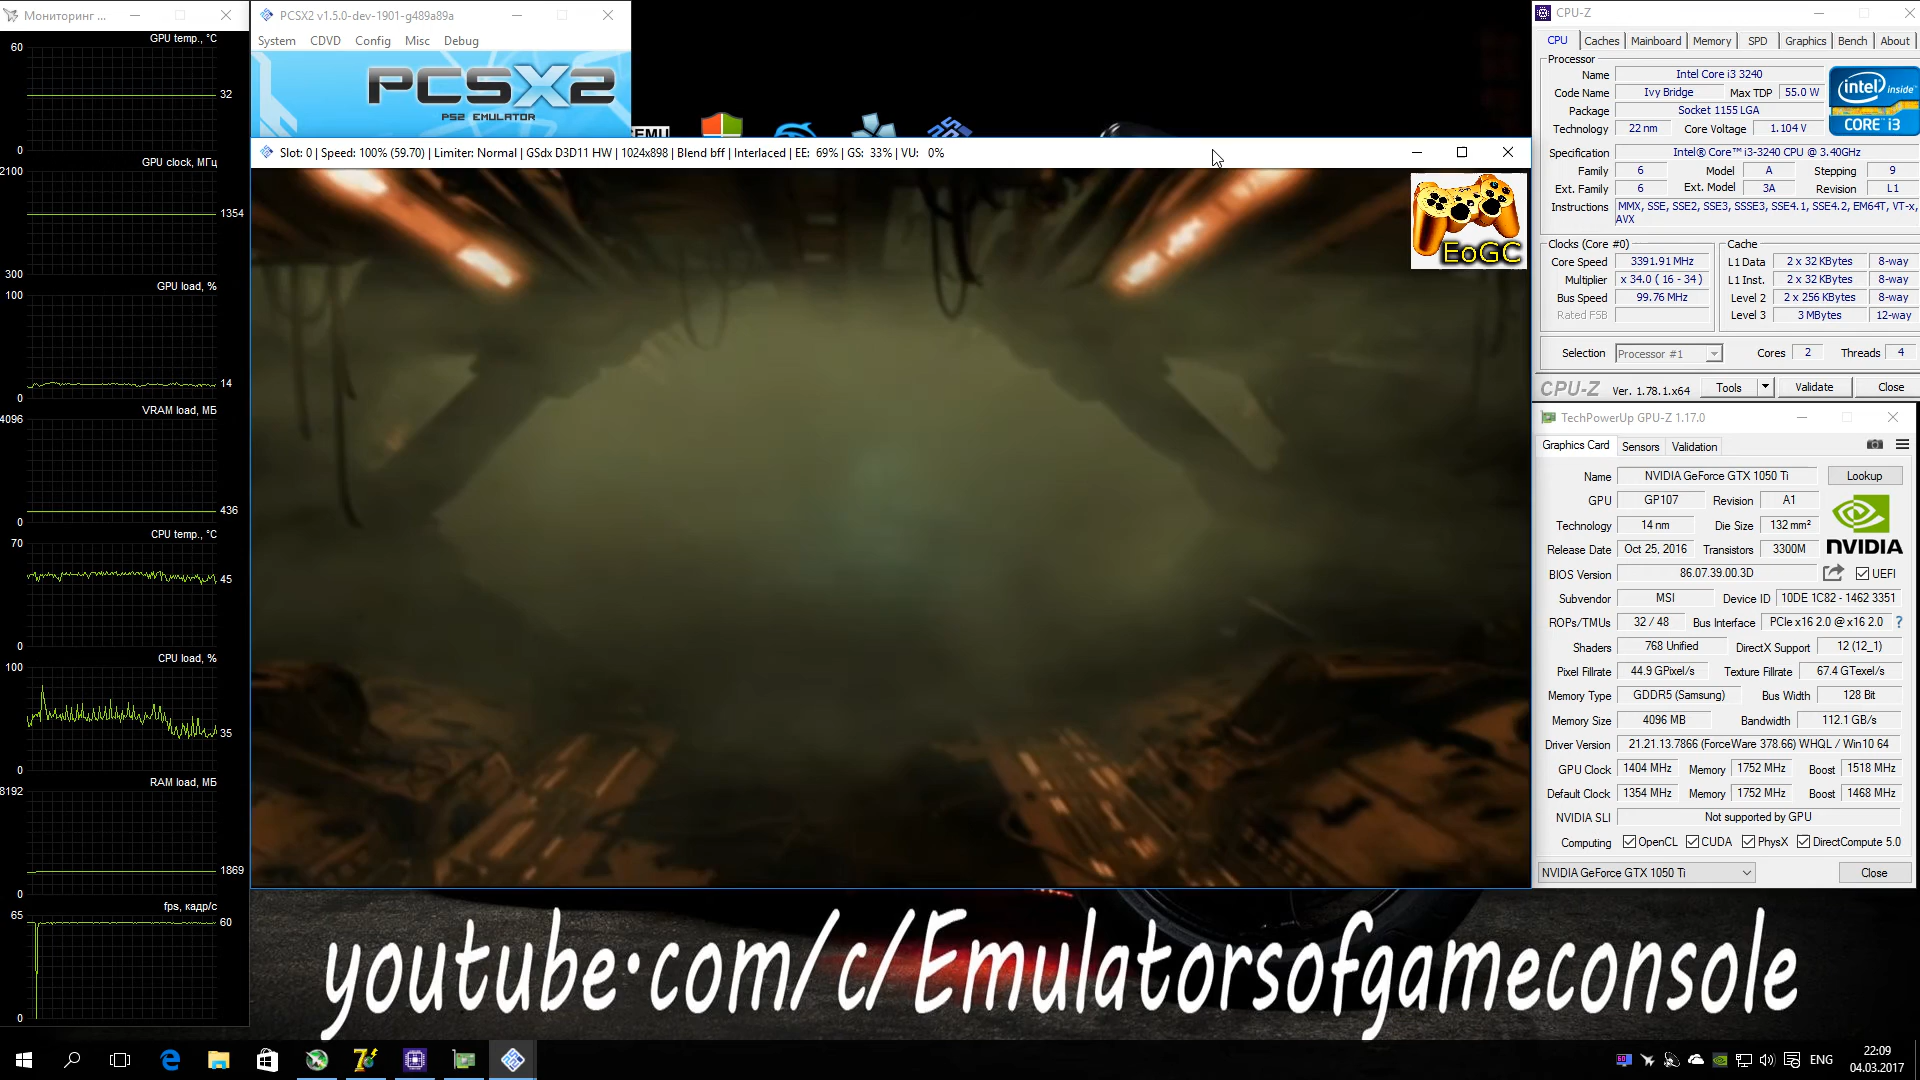 Мониторинг ...
GPU temp., °C
60
32
0
GPU clock, МГц
2100
1354
300
GPU load, %
100
14
0
VRAM load, МБ
4096
436
0
CPU temp., °C
70
45
0
CPU load, %
100
35
0
RAM load, МБ
8192
1869
0
fps, кадр/с
65
60
0
PCSX2 v1.5.0-dev-1901-g489a89a
System CDVD Config Misc Debug
PCSX2
PS2 EMULATOR
CEMU
Slot: 0 | Speed: 100% (59.70) | Limiter: Normal | GSdx D3D11 HW | 1024x898 | Blend bff | Interlaced | EE: 69% | GS: 33% | VU: 0%
EoGC
CPU-Z
CPU Caches Mainboard Memory SPD Graphics Bench About
Processor
Name Intel Core i3 3240
Code Name Ivy Bridge Max TDP 55.0 W
Package Socket 1155 LGA
Technology 22 nm Core Voltage 1.104 V
intel inside
CORE i3
Specification Intel® Core™ i3-3240 CPU @ 3.40GHz
Family 6 Model A Stepping 9
Ext. Family 6 Ext. Model 3A Revision L1
Instructions MMX, SSE, SSE2, SSE3, SSSE3, SSE4.1, SSE4.2, EM64T, VT-x,
AVX
Clocks (Core #0) Cache
Core Speed 3391.91 MHz L1 Data 2 x 32 KBytes 8-way
Multiplier x 34.0 ( 16 - 34 ) L1 Inst. 2 x 32 KBytes 8-way
Bus Speed 99.76 MHz Level 2 2 x 256 KBytes 8-way
Rated FSB Level 3 3 MBytes 12-way
Selection Processor #1 Cores 2 Threads 4
CPU-Z Ver. 1.78.1.x64 Tools Validate Close
TechPowerUp GPU-Z 1.17.0
Graphics Card Sensors Validation
Name NVIDIA GeForce GTX 1050 Ti Lookup
GPU GP107 Revision A1
Technology 14 nm Die Size 132 mm²
Release Date Oct 25, 2016 Transistors 3300M
NVIDIA
BIOS Version 86.07.39.00.3D UEFI
Subvendor MSI Device ID 10DE 1C82 - 1462 3351
ROPs/TMUs 32 / 48 Bus Interface PCIe x16 2.0 @ x16 2.0 ?
Shaders 768 Unified DirectX Support 12 (12_1)
Pixel Fillrate 44.9 GPixel/s Texture Fillrate 67.4 GTexel/s
Memory Type GDDR5 (Samsung) Bus Width 128 Bit
Memory Size 4096 MB Bandwidth 112.1 GB/s
Driver Version 21.21.13.7866 (ForceWare 378.66) WHQL / Win10 64
GPU Clock 1404 MHz Memory 1752 MHz Boost 1518 MHz
Default Clock 1354 MHz Memory 1752 MHz Boost 1468 MHz
NVIDIA SLI Not supported by GPU
Computing OpenCL CUDA PhysX DirectCompute 5.0
NVIDIA GeForce GTX 1050 Ti Close
youtube.com/c/Emulatorsofgameconsole
60
ENG
22:09
04.03.2017